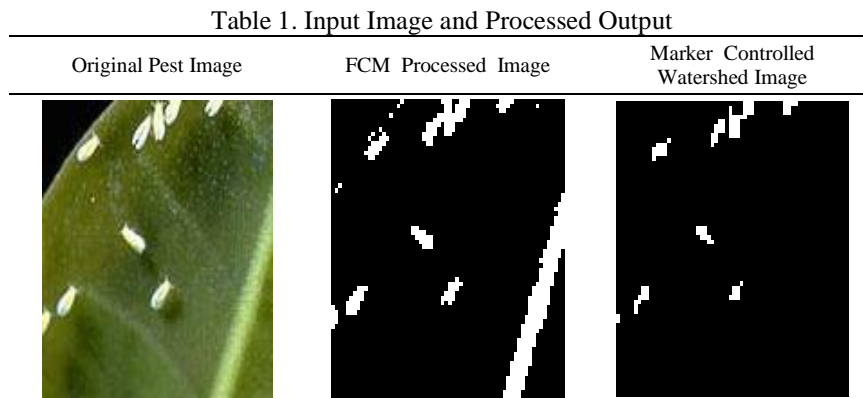 Table 1. Input Image and Processed Output
Original Pest Image
FCM Processed Image
Marker Controlled
Watershed Image